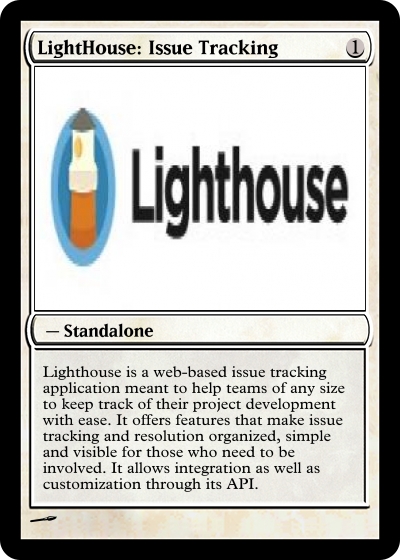 LightHouse: Issue Tracking 1
Lighthouse
— Standalone
Lighthouse is a web-based issue tracking
application meant to help teams of any size
to keep track of their project development
with ease. It offers features that make issue
tracking and resolution organized, simple
and visible for those who need to be
involved. It allows integration as well as
customization through its API.